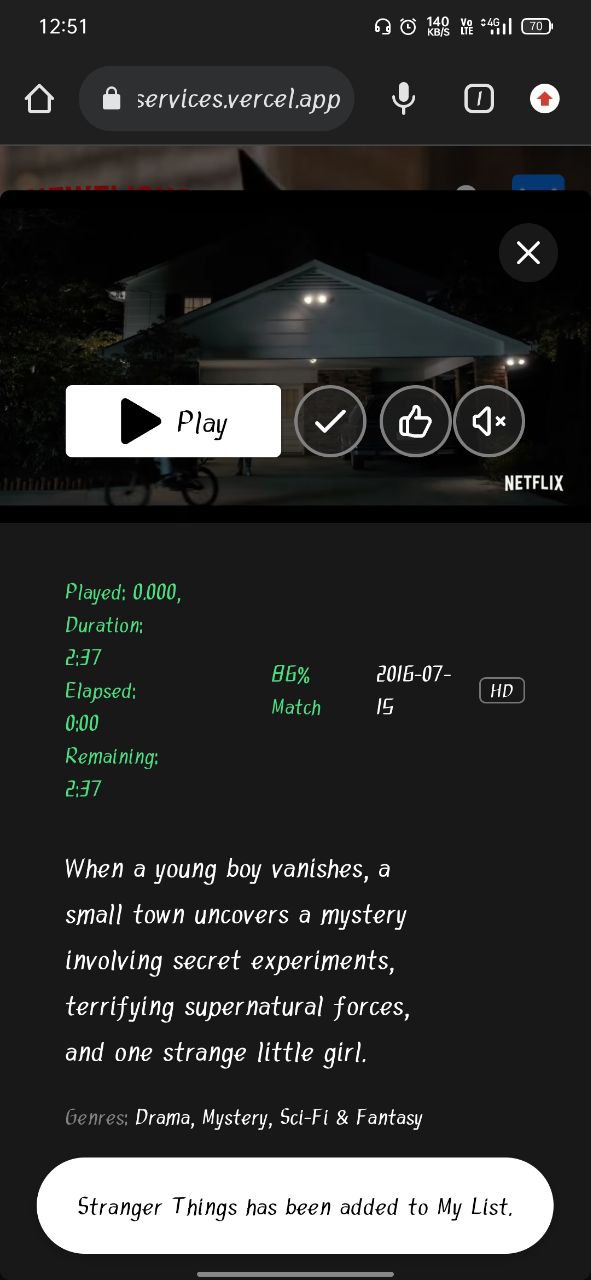 12:51
140 KB/S Vo LTE 4G 70
services.vercel.app
1
Play
NETFLIX
Played: 0.000,
Duration:
2:37
Elapsed:
0:00
Remaining:
2:37
86%
Match
2016-07-
15
HD
When a young boy vanishes, a
small town uncovers a mystery
involving secret experiments,
terrifying supernatural forces,
and one strange little girl.
Genres: Drama, Mystery, Sci-Fi & Fantasy
Stranger Things has been added to My List.